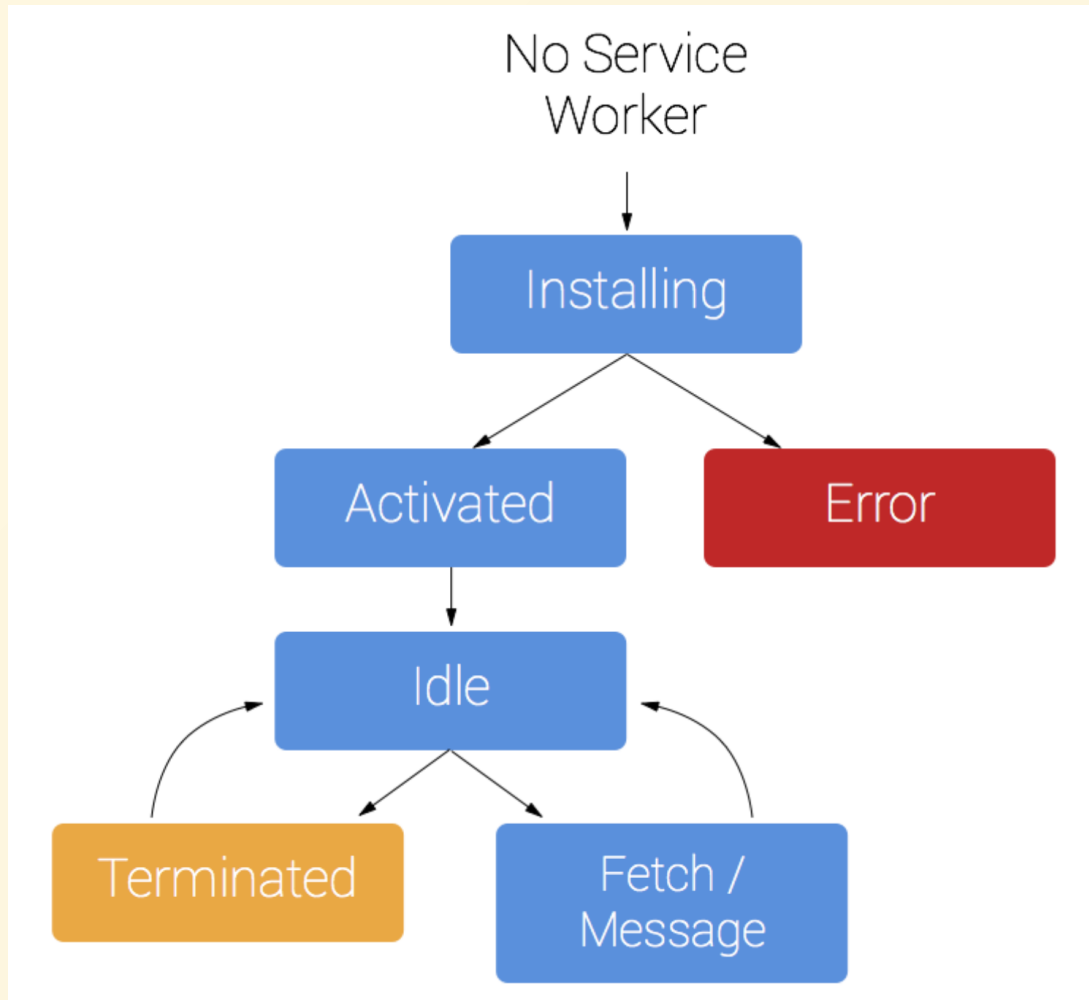 No Service
Worker
Installing
Activated
Error
Idle
Terminated
Fetch /
Message